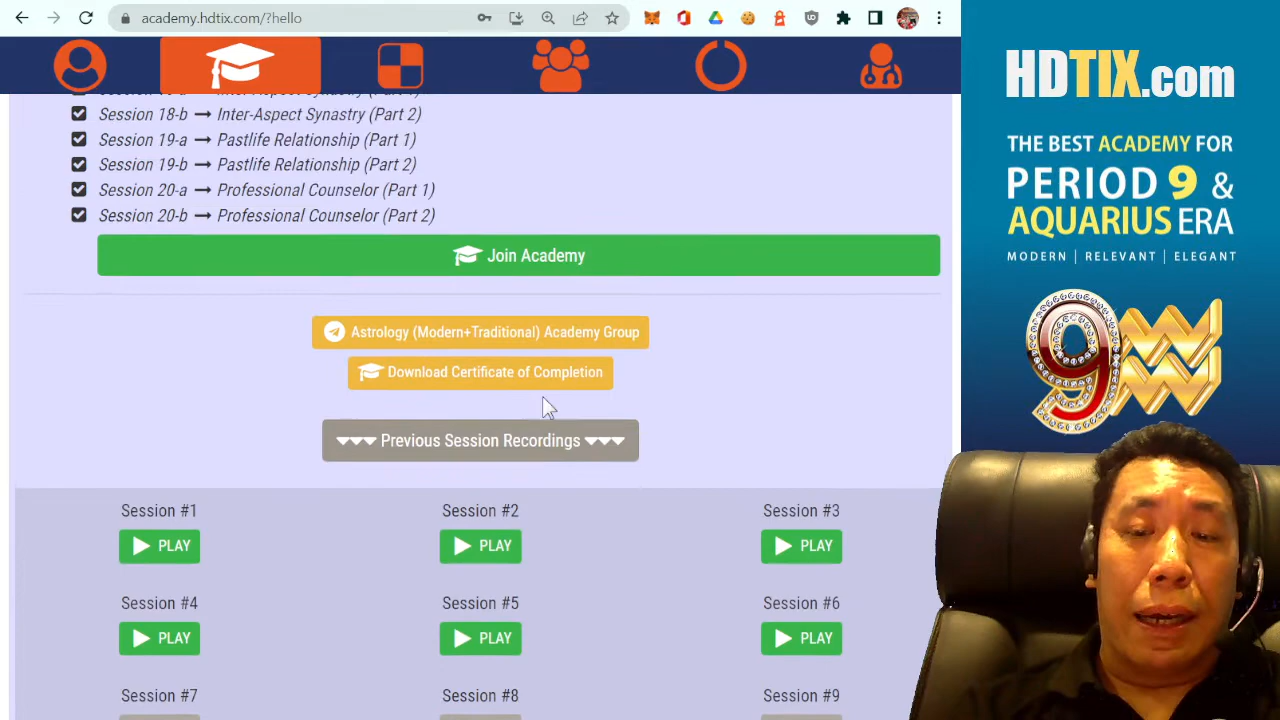 academy.hdtix.com/?hello
Session 18-b → Inter-Aspect Synastry (Part 2)
Session 19-a → Pastlife Relationship (Part 1)
Session 19-b → Pastlife Relationship (Part 2)
Session 20-a → Professional Counselor (Part 1)
Session 20-b → Professional Counselor (Part 2)
Join Academy
Astrology (Modern+Traditional) Academy Group
Download Certificate of Completion
Previous Session Recordings
Session #1 Session #2 Session #3
PLAY PLAY PLAY
Session #4 Session #5 Session #6
PLAY PLAY PLAY
Session #7 Session #8 Session #9
HDTIX.com
THE BEST ACADEMY FOR
PERIOD 9 &
AQUARIUS ERA
MODERN | RELEVANT | ELEGANT
9